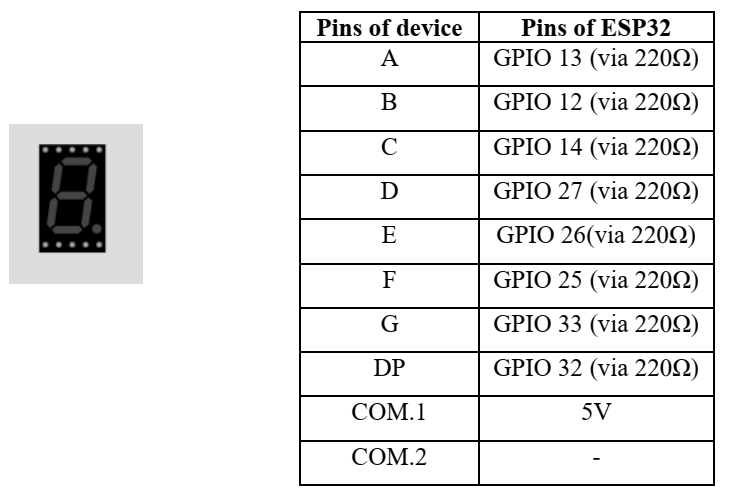 Pins of device Pins of ESP32
A GPIO 13 (via 220Ω)
B GPIO 12 (via 220Ω)
C GPIO 14 (via 220Ω)
D GPIO 27 (via 220Ω)
E GPIO 26(via 220Ω)
F GPIO 25 (via 220Ω)
G GPIO 33 (via 220Ω)
DP GPIO 32 (via 220Ω)
COM.1 5V
COM.2 -